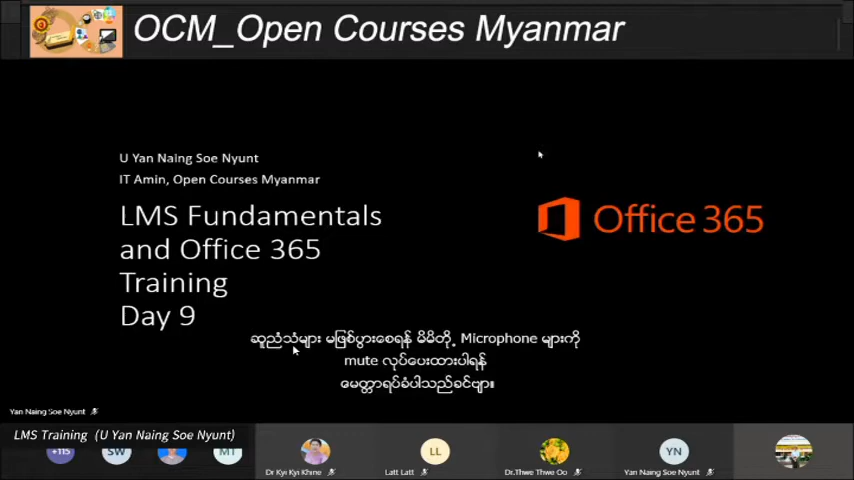 OCM_Open Courses Myanmar
U Yan Naing Soe Nyunt
IT Amin, Open Courses Myanmar
LMS Fundamentals
and Office 365
Training
Day 9
Office 365
ဆူညံသံများ မဖြစ်ပွားစေရန် မိမိတို့ Microphone များကို
mute လုပ်ပေးထားပါရန်
မေတ္တာရပ်ခံပါသည်ခင်ဗျာ။
Yan Naing Soe Nyunt
LMS Training (U Yan Naing Soe Nyunt)
+115
SW
MT
LL
YN
Dr Kyi Kyi Khine
Latt Latt
Dr.Thwe Thwe Oo
Yan Naing Soe Nyunt